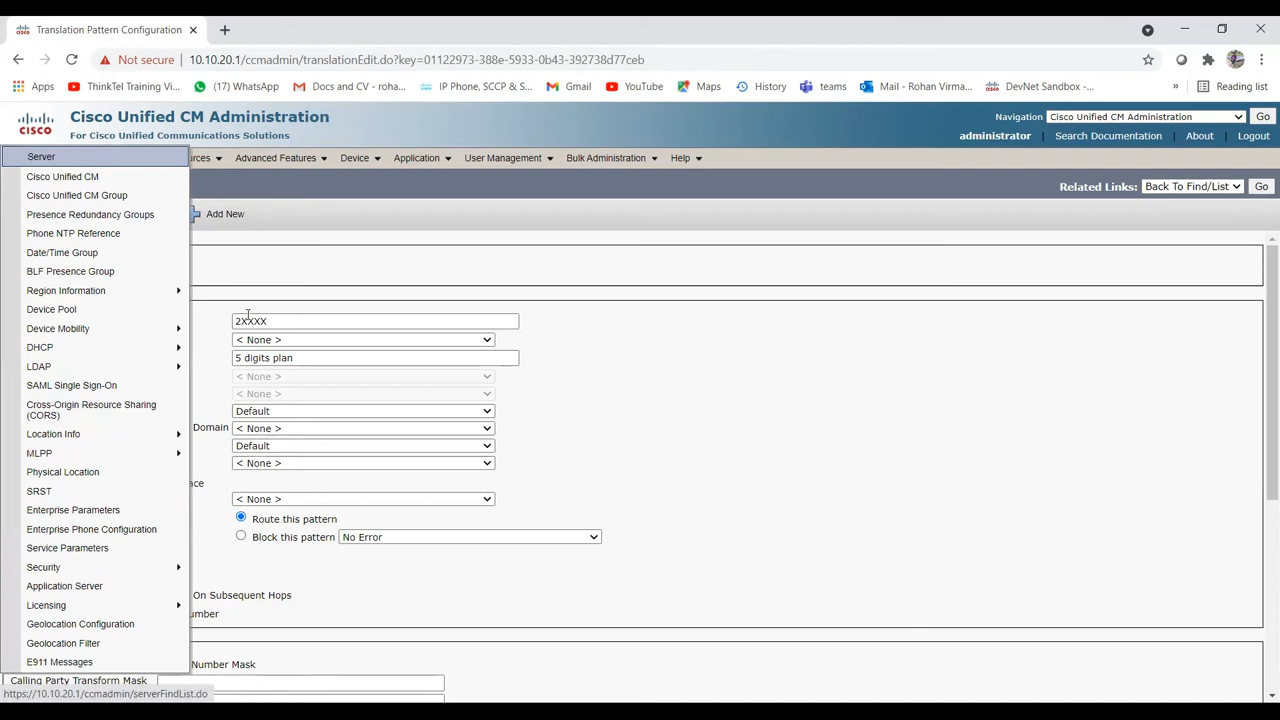 Translation Pattern Configuration
Not secure 10.10.20.1/ccmadmin/translationEdit.do?key=01122973-388e-5933-0b43-392738d77ceb
Apps ThinkTel Training Vi... (17) WhatsApp Docs and CV - roha... IP Phone, SCCP & S... Gmail YouTube Maps History teams Mail - Rohan Virma... DevNet Sandbox -... » Reading list
CISCO
Cisco Unified CM Administration
For Cisco Unified Communications Solutions
Navigation Cisco Unified CM Administration Go
administrator Search Documentation About Logout
urces Advanced Features Device Application User Management Bulk Administration Help
Related Links: Back To Find/List Go
Add New
Server
Cisco Unified CM
Cisco Unified CM Group
Presence Redundancy Groups
Phone NTP Reference
Date/Time Group
BLF Presence Group
Region Information
Device Pool
Device Mobility
DHCP
LDAP
SAML Single Sign-On
Cross-Origin Resource Sharing
(CORS)
Location Info
MLPP
Physical Location
SRST
Enterprise Parameters
Enterprise Phone Configuration
Service Parameters
Security
Application Server
Licensing
Geolocation Configuration
Geolocation Filter
E911 Messages
2XXXX
< None >
5 digits plan
< None >
< None >
Default
Domain < None >
Default
< None >
ace
< None >
Route this pattern
Block this pattern No Error
On Subsequent Hops
umber
Number Mask
Calling Party Transform Mask
https://10.10.20.1/ccmadmin/serverFindList.do